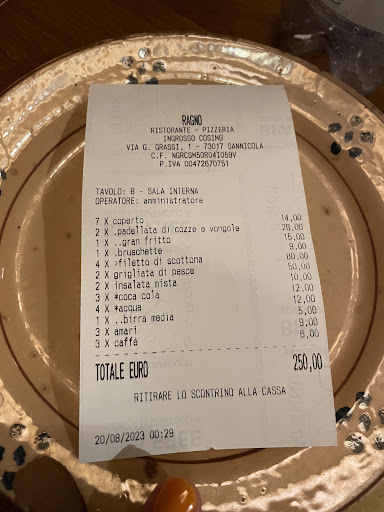 RAGNO
RISTORANTE - PIZZERIA
INGROSSO COSIMO
VIA G. GRASSI, 1 - 73017 SANNICOLA
C.F. NGRCSM50R04I059V
P.IVA 00472670751
TAVOLO: 8 - SALA INTERNA
OPERATORE: amministratore
7 X coperto 14,00
2 X .padellata di cozze e vongole 28,00
1 X ..gran fritto 15,00
1 X .bruschette 9,00
4 X >filetto di scottona 80,00
2 X grigliata di pesce 50,00
2 X insalata mista 10,00
3 X *coca cola 12,00
4 X *acqua 12,00
1 X ..birra media 5,00
3 X amari 9,00
3 X caffé 6,00
TOTALE EURO 250,00
RITIRARE LO SCONTRINO ALLA CASSA
20/08/2023 00:29